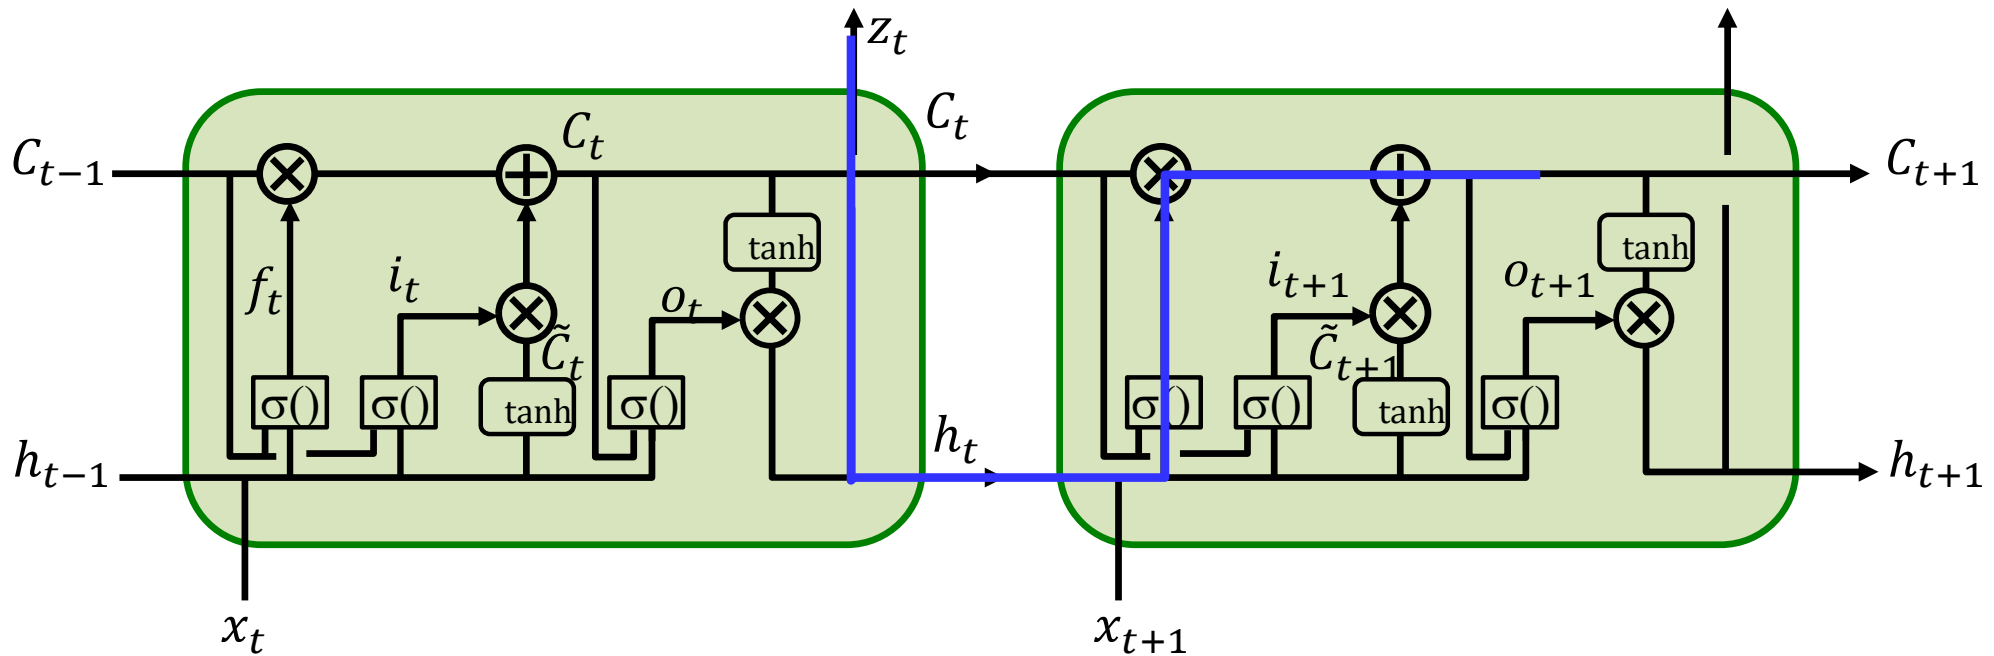 z_t
C_{t-1}
C_t
C_t
C_{t+1}
tanh
tanh
f_t
i_t
o_t
i_{t+1}
o_{t+1}
C̃_t
C̃_{t+1}
σ()
σ()
tanh
σ()
σ()
σ()
tanh
σ()
h_{t-1}
h_t
h_{t+1}
x_t
x_{t+1}